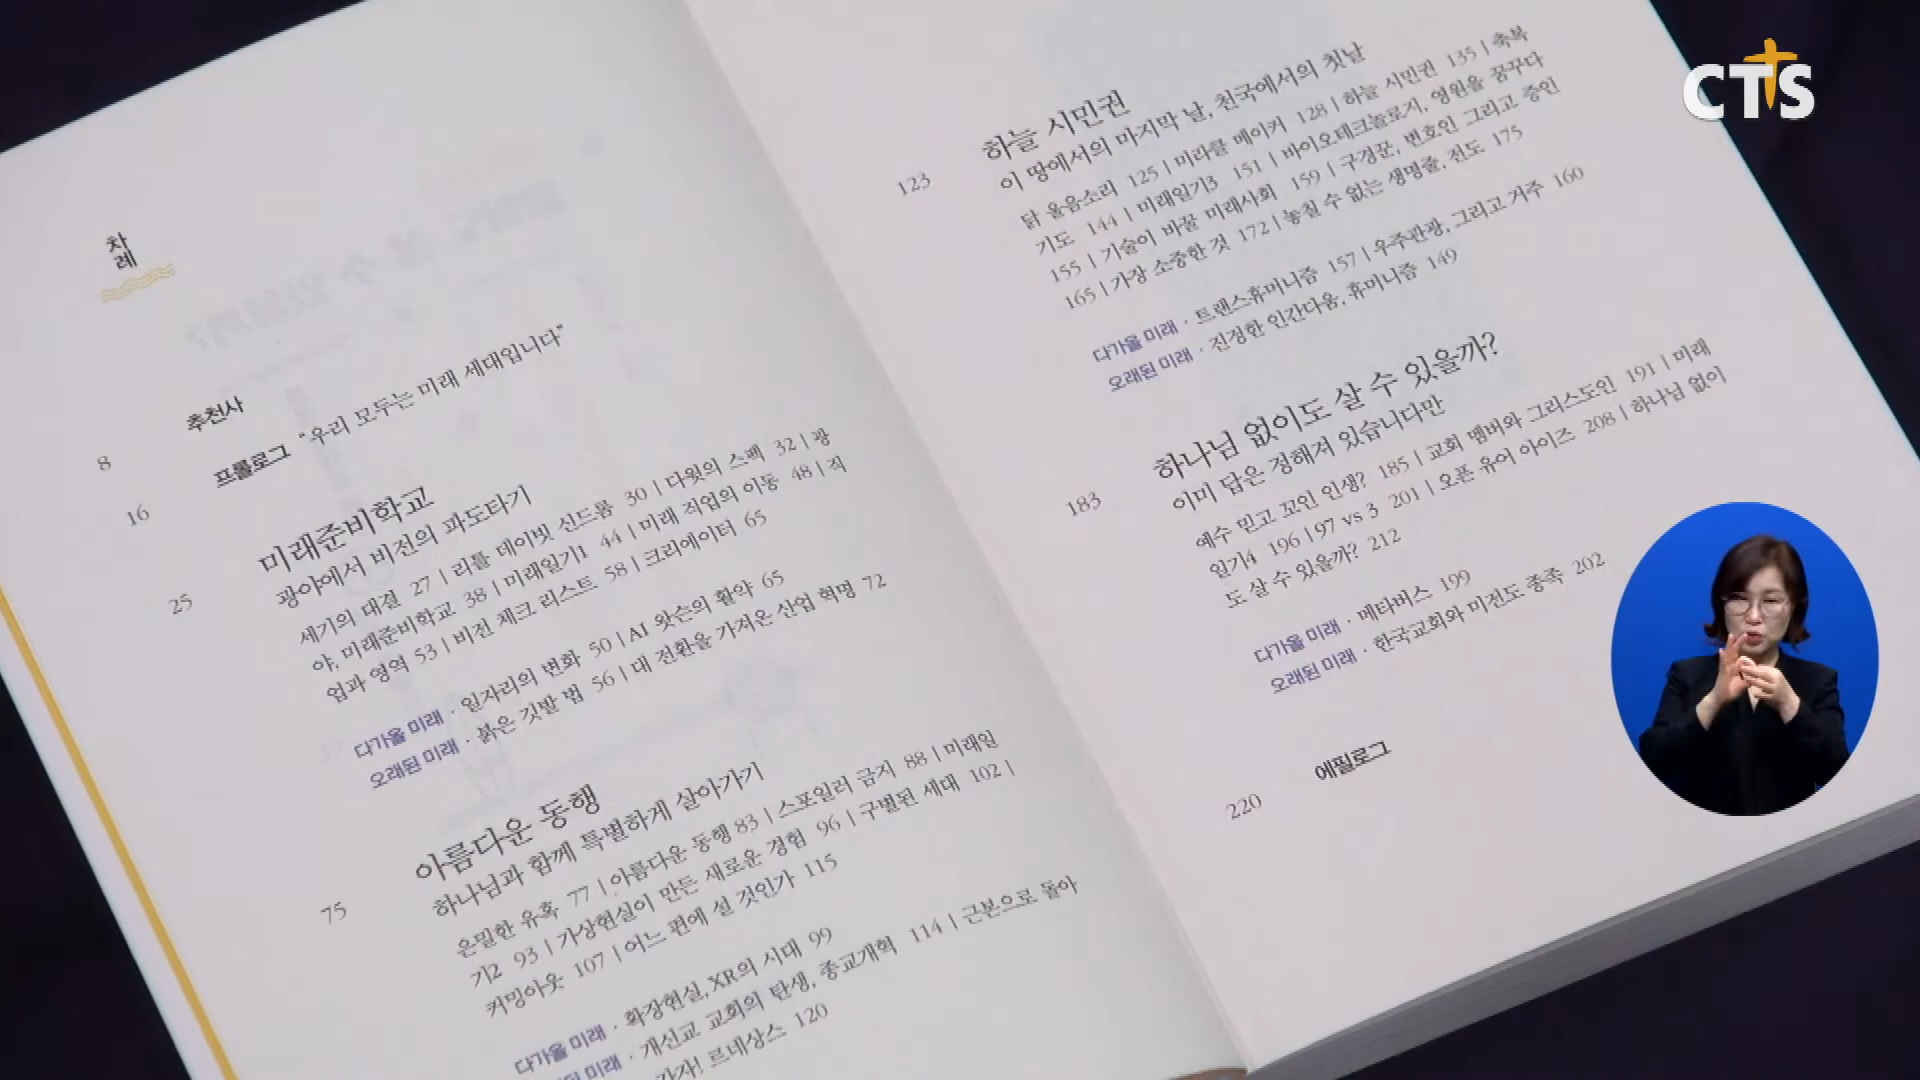 차례
8 추천사
16 프롤로그 “우리 모두는 미래 세대입니다”
25 미래준비학교
광야에서 비전의 파도타기
세기의 대결 27 | 리틀 데이빗 신드롬 30 | 다윗의 스펙 32 | 광
야, 미래준비학교 38 | 미래일기1 44 | 미래 직업의 이동 48 | 직
업과 영역 53 | 비전 체크 리스트 58 | 크리에이터 65
다가올 미래 · 일자리의 변화 50 | AI 왓슨의 활약 65
오래된 미래 · 붉은 깃발 법 56 | 대 전환을 가져온 산업 혁명 72
75 아름다운 동행
하나님과 함께 특별하게 살아가기
은밀한 유혹 77 | 아름다운 동행 83 | 스포일러 금지 88 | 미래일
기2 93 | 가상현실이 만든 새로운 경험 96 | 구별된 세대 102 |
커밍아웃 107 | 어느 편에 설 것인가 115
다가올 미래 · 확장현실, XR의 시대 99
된 미래 · 개신교 교회의 탄생, 종교개혁 114 | 근본으로 돌아
가자! 르네상스 120
123 하늘 시민권
이 땅에서의 마지막 날, 천국에서의 첫날
닭 울음소리 125 | 미라클 메이커 128 | 하늘 시민권 135 | 축복
기도 144 | 미래일기3 151 | 바이오테크놀로지, 영원을 꿈꾸다
155 | 기술이 바꿀 미래사회 159 | 구경꾼, 변호인 그리고 증인
165 | 가장 소중한 것 172 | 놓칠 수 없는 생명줄, 전도 175
다가올 미래 · 트랜스휴머니즘 157 | 우주관광, 그리고 거주 160
오래된 미래 · 진정한 인간다움, 휴머니즘 149
183 하나님 없이도 살 수 있을까?
이미 답은 정해져 있습니다만
예수 믿고 꼬인 인생? 185 | 교회 멤버와 그리스도인 191 | 미래
일기4 196 | 97 vs 3 201 | 오픈 유어 아이즈 208 | 하나님 없이
도 살 수 있을까? 212
다가올 미래 · 메타버스 199
오래된 미래 · 한국교회와 미전도 종족 202
220 에필로그
CTS